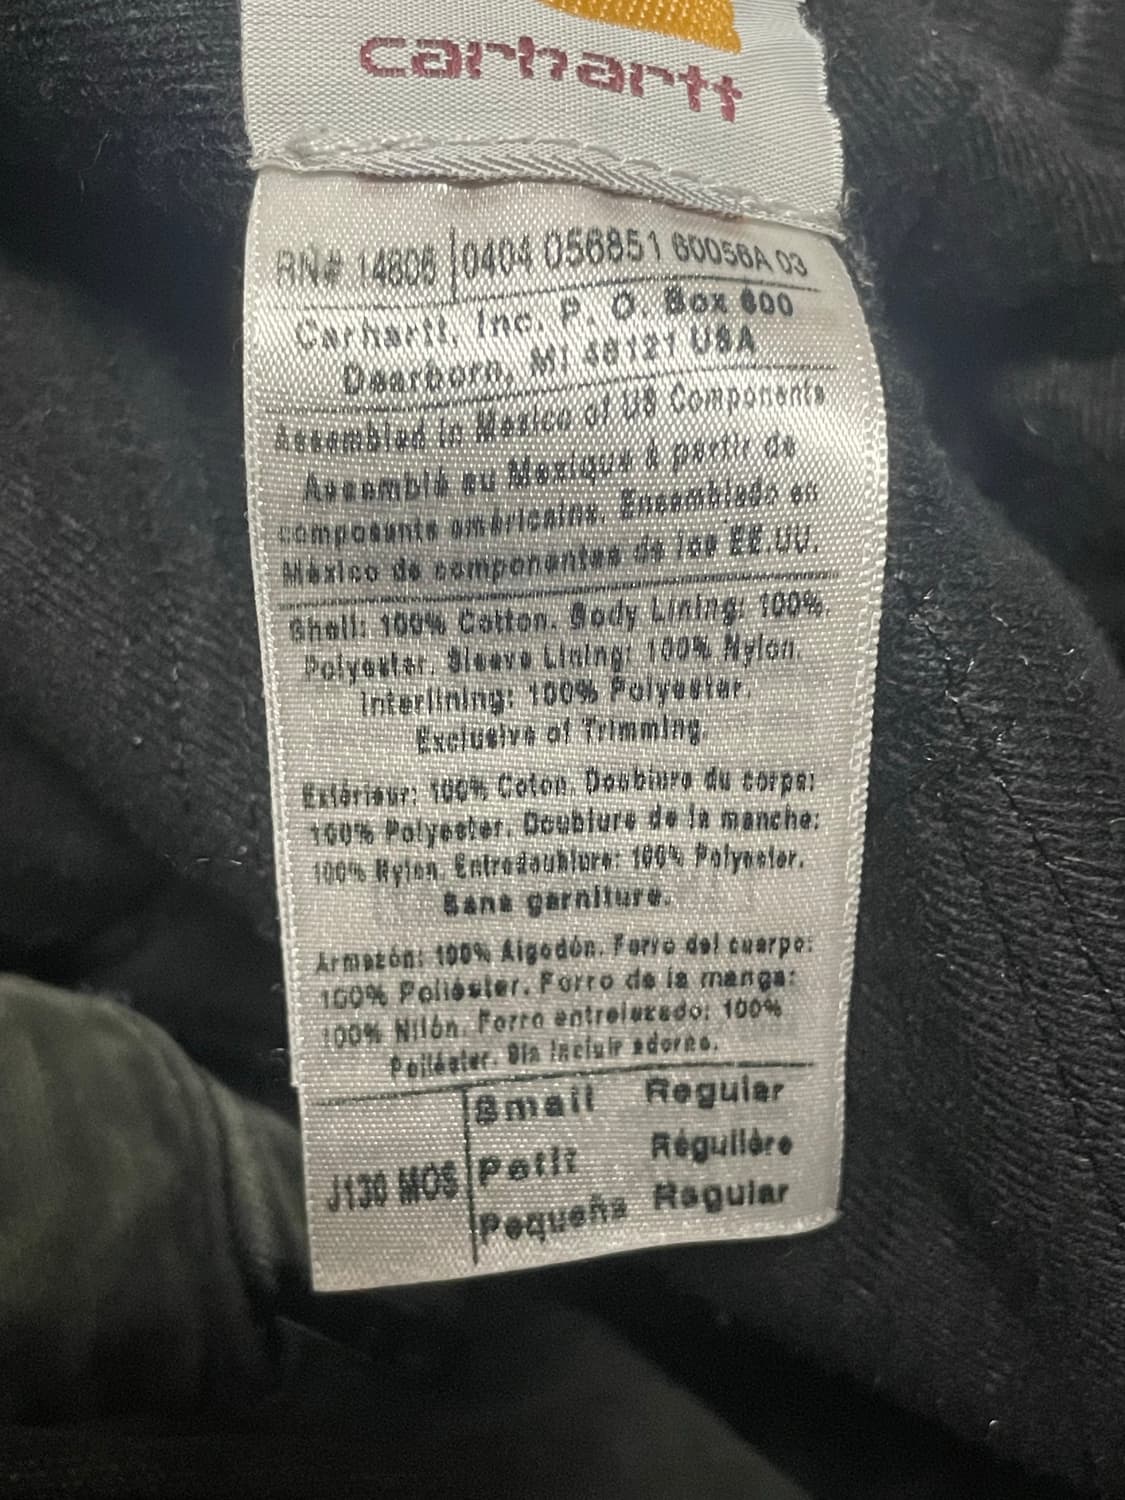 carhartt
RN# 14806 0404 056851 60056A 03
Carhartt, Inc. P. O. Box 600
Dearborn, MI 48121 USA
Assembled in Mexico of US Components
Assemblé au Mexique à partir de
composants américains. Ensemblado en
México de componentes de los EE.UU.
Shell: 100% Cotton. Body Lining: 100%
Polyester. Sleeve Lining: 100% Nylon.
Interlining: 100% Polyester.
Exclusive of Trimming.
Extérieur: 100% Coton. Doublure du corps:
100% Polyester. Doublure de la manche:
100% Nylon. Entredoublure: 100% Polyester.
Sans garniture.
Armazón: 100% Algodón. Forro del cuerpo:
100% Poliéster. Forro de la manga:
100% Nilón. Forro entrelazado: 100%
Poliéster. Sin incluir adorno.
J130 MOS
Small Regular
Petit Régulière
Pequeña Regular